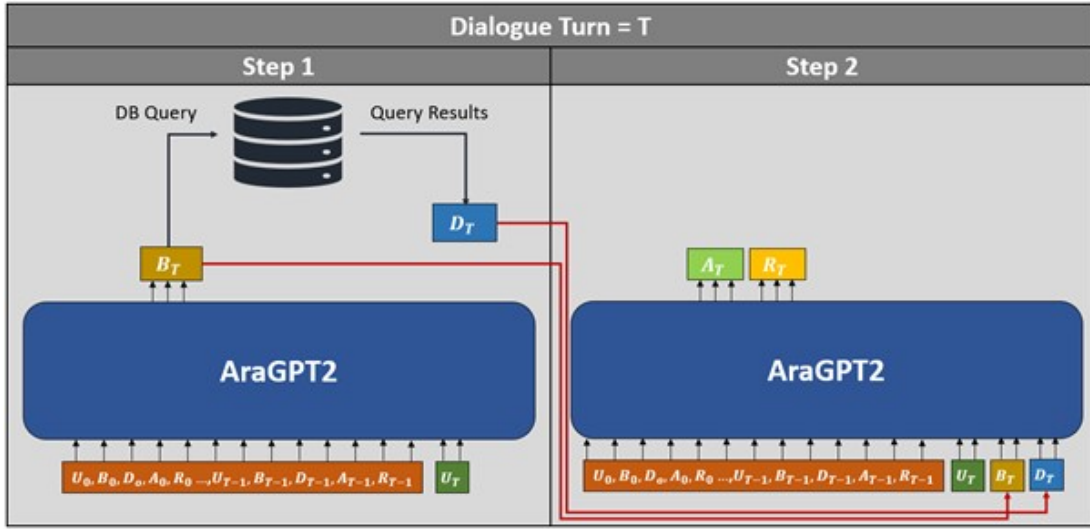 Dialogue Turn = T
Step 1
Step 2
DB Query
Query Results
D_T
B_T
A_T
R_T
AraGPT2
AraGPT2
U_0, B_0, D_o, A_0, R_0 ..., U_{T-1}, B_{T-1}, D_{T-1}, A_{T-1}, R_{T-1}
U_T
U_0, B_0, D_o, A_0, R_0 ..., U_{T-1}, B_{T-1}, D_{T-1}, A_{T-1}, R_{T-1}
U_T
B_T
D_T